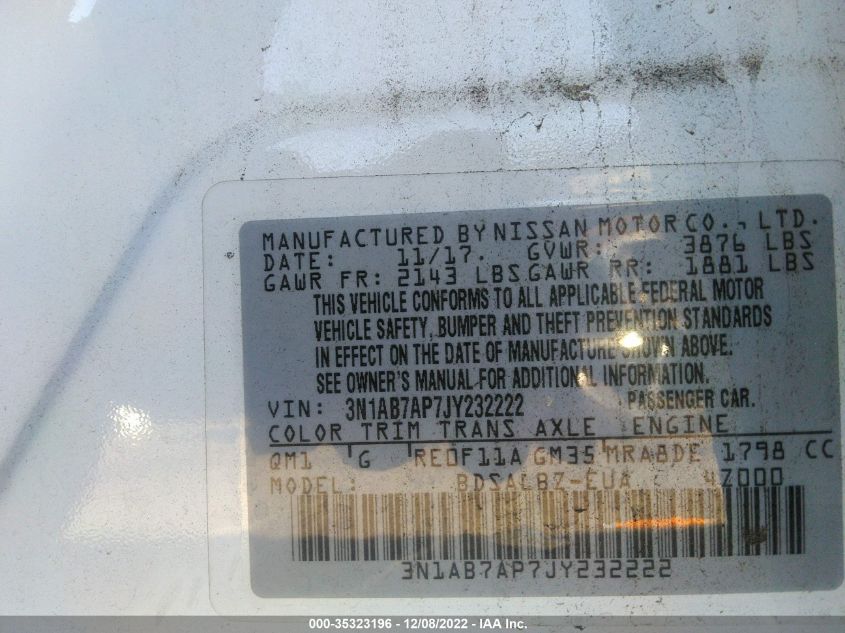 MANUFACTURED BY NISSAN MOTOR CO., LTD.
DATE: 11/17. GVWR: 3876 LBS
GAWR FR: 2143 LBS GAWR RR: 1881 LBS
THIS VEHICLE CONFORMS TO ALL APPLICABLE FEDERAL MOTOR
VEHICLE SAFETY, BUMPER AND THEFT PREVENTION STANDARDS
IN EFFECT ON THE DATE OF MANUFACTURE SHOWN ABOVE.
SEE OWNER'S MANUAL FOR ADDITIONAL INFORMATION.
VIN: 3N1AB7AP7JY232222 PASSENGER CAR.
COLOR TRIM TRANS AXLE ENGINE
QM1 G RE0F11A GM35 MRA8DE 1798 CC
MODEL: BDSALB7-EUA 4Z000
3N1AB7AP7JY232222
000-35323196 - 12/08/2022 - IAA Inc.